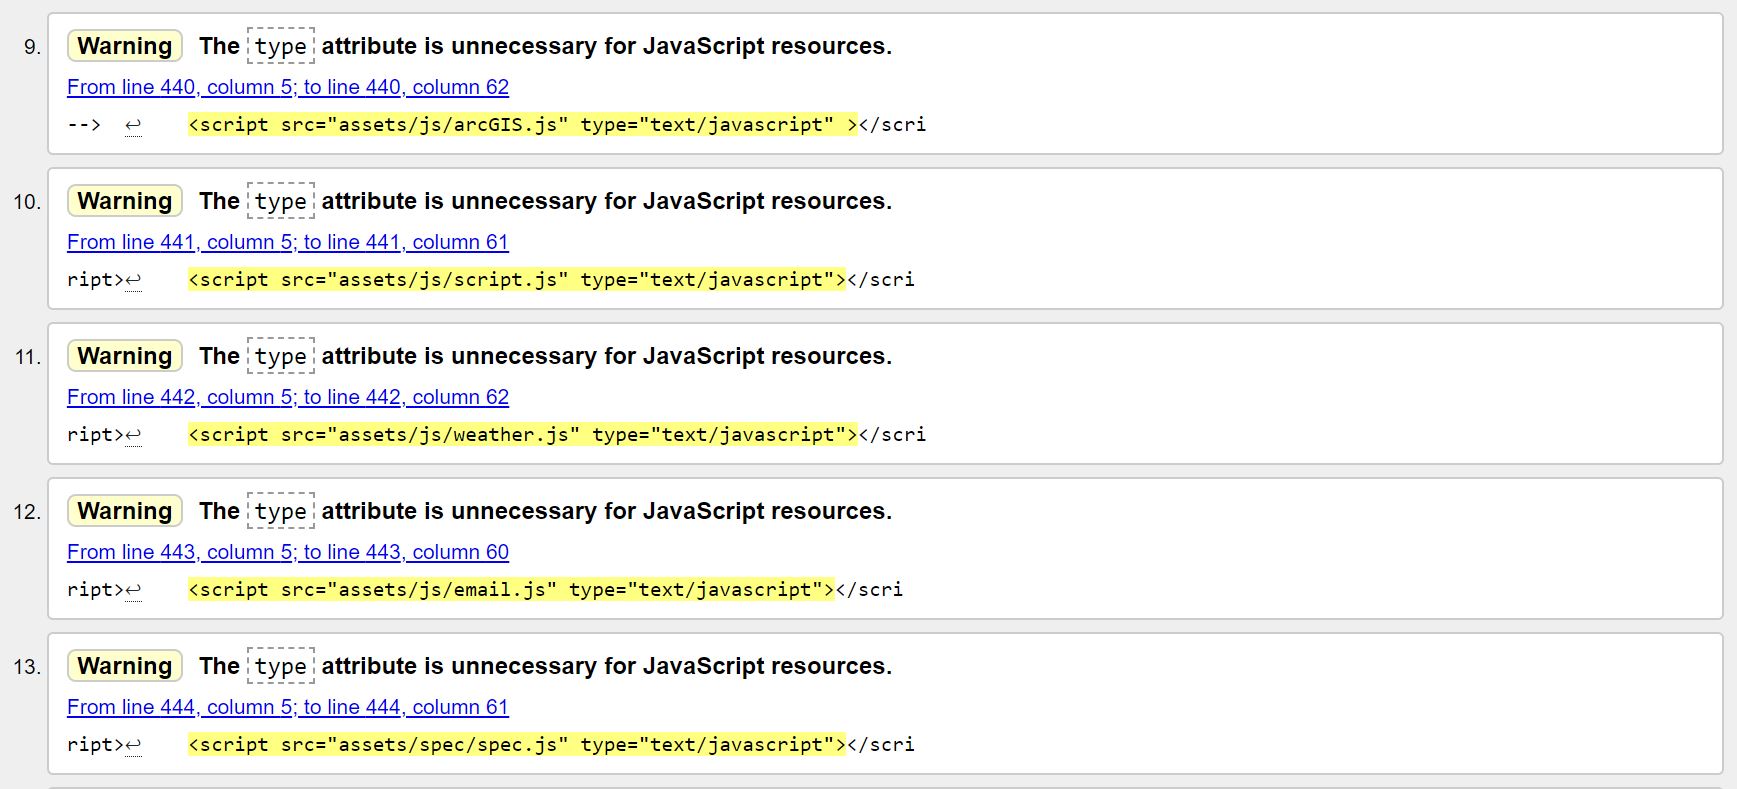 9. Warning The type attribute is unnecessary for JavaScript resources.
From line 440, column 5; to line 440, column 62
--> ↩ <script src="assets/js/arcGIS.js" type="text/javascript" ></scri
10. Warning The type attribute is unnecessary for JavaScript resources.
From line 441, column 5; to line 441, column 61
ript>↩ <script src="assets/js/script.js" type="text/javascript"></scri
11. Warning The type attribute is unnecessary for JavaScript resources.
From line 442, column 5; to line 442, column 62
ript>↩ <script src="assets/js/weather.js" type="text/javascript"></scri
12. Warning The type attribute is unnecessary for JavaScript resources.
From line 443, column 5; to line 443, column 60
ript>↩ <script src="assets/js/email.js" type="text/javascript"></scri
13. Warning The type attribute is unnecessary for JavaScript resources.
From line 444, column 5; to line 444, column 61
ript>↩ <script src="assets/spec/spec.js" type="text/javascript"></scri